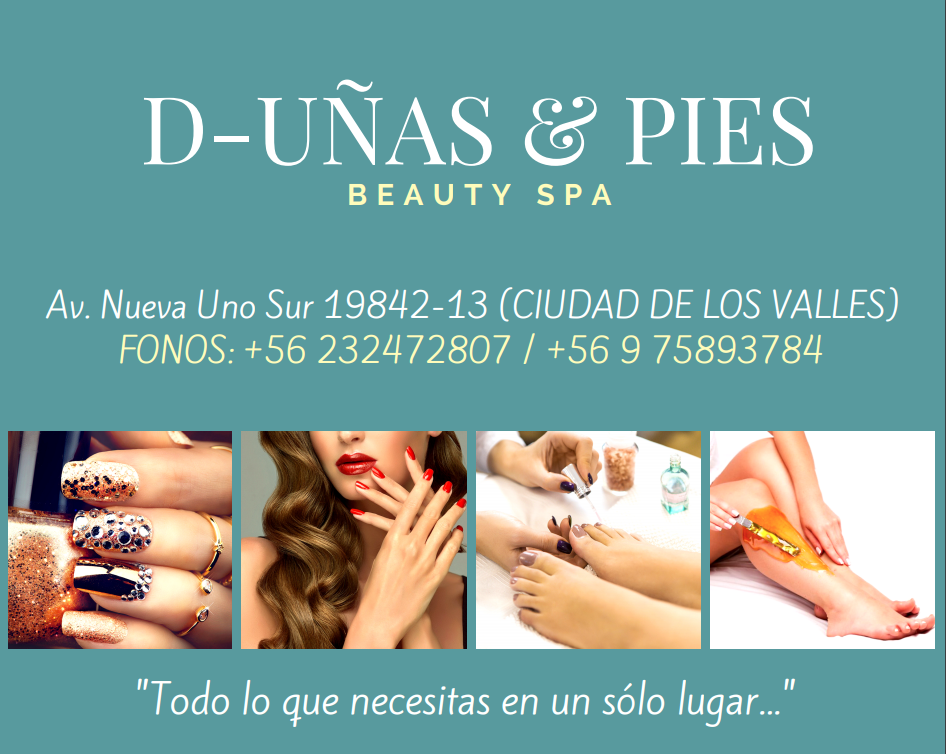 D-UÑAS & PIES
BEAUTY SPA
Av. Nueva Uno Sur 19842-13 (CIUDAD DE LOS VALLES)
FONOS: +56 232472807 / +56 9 75893784
"Todo lo que necesitas en un sólo lugar..."